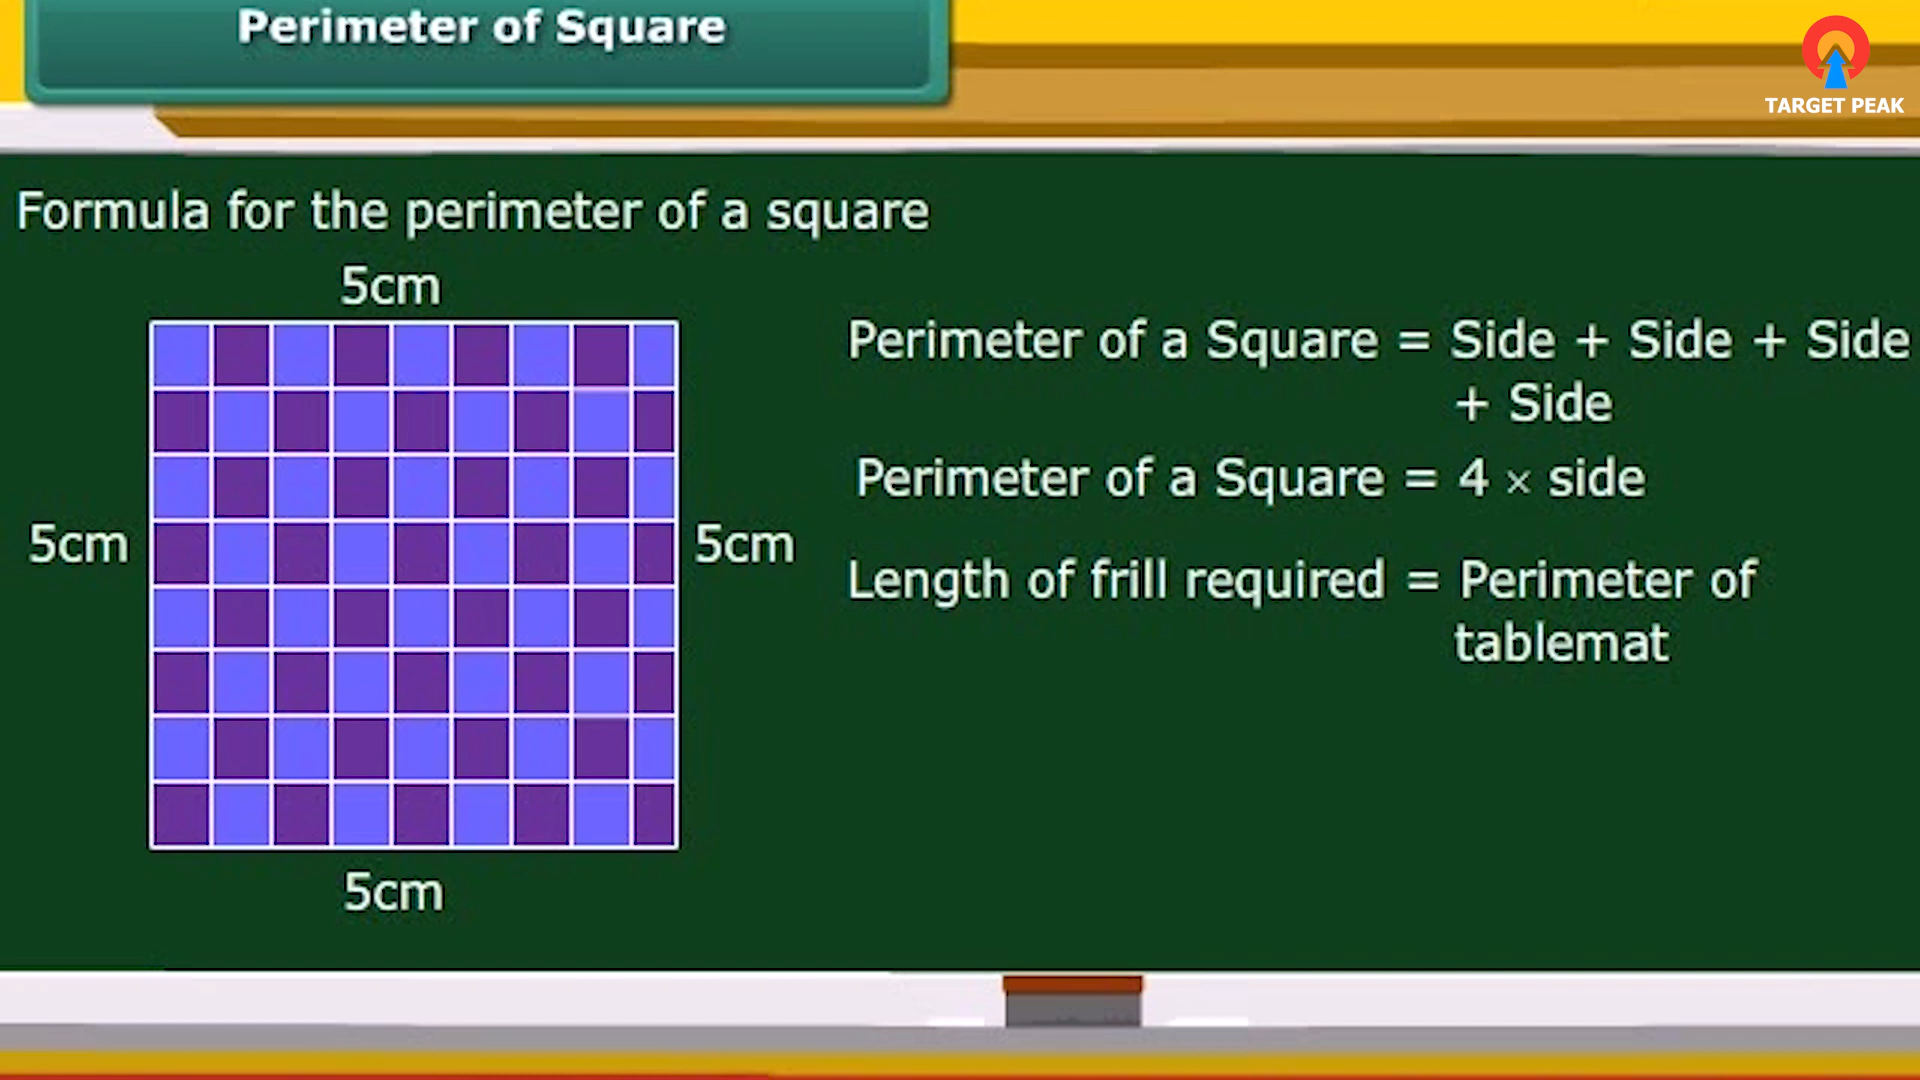 Perimeter of Square
TARGET PEAK
Formula for the perimeter of a square
5cm
5cm
5cm
5cm
Perimeter of a Square = Side + Side + Side
+ Side
Perimeter of a Square = 4 × side
Length of frill required = Perimeter of
tablemat